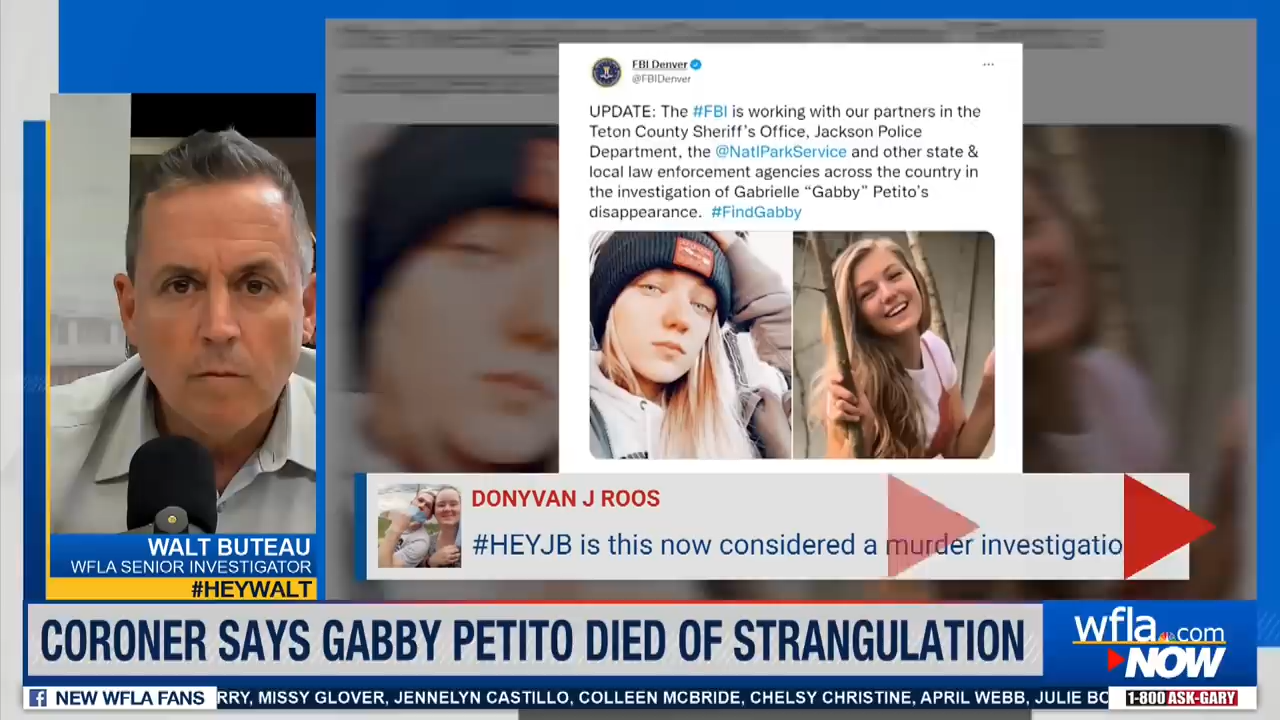 FBI Denver
@FBIDenver
UPDATE: The #FBI is working with our partners in the
Teton County Sheriff's Office, Jackson Police
Department, the @NatlParkService and other state &
local law enforcement agencies across the country in
the investigation of Gabrielle "Gabby" Petito's
disappearance. #FindGabby
DONYVAN J ROOS
#HEYJB is this now considered a murder investigatio
WALT BUTEAU
WFLA SENIOR INVESTIGATOR
#HEYWALT
CORONER SAYS GABBY PETITO DIED OF STRANGULATION
wfla.com
NOW
NEW WFLA FANS
RRY, MISSY GLOVER, JENNELYN CASTILLO, COLLEEN MCBRIDE, CHELSY CHRISTINE, APRIL WEBB, JULIE BO
1-800 ASK-GARY